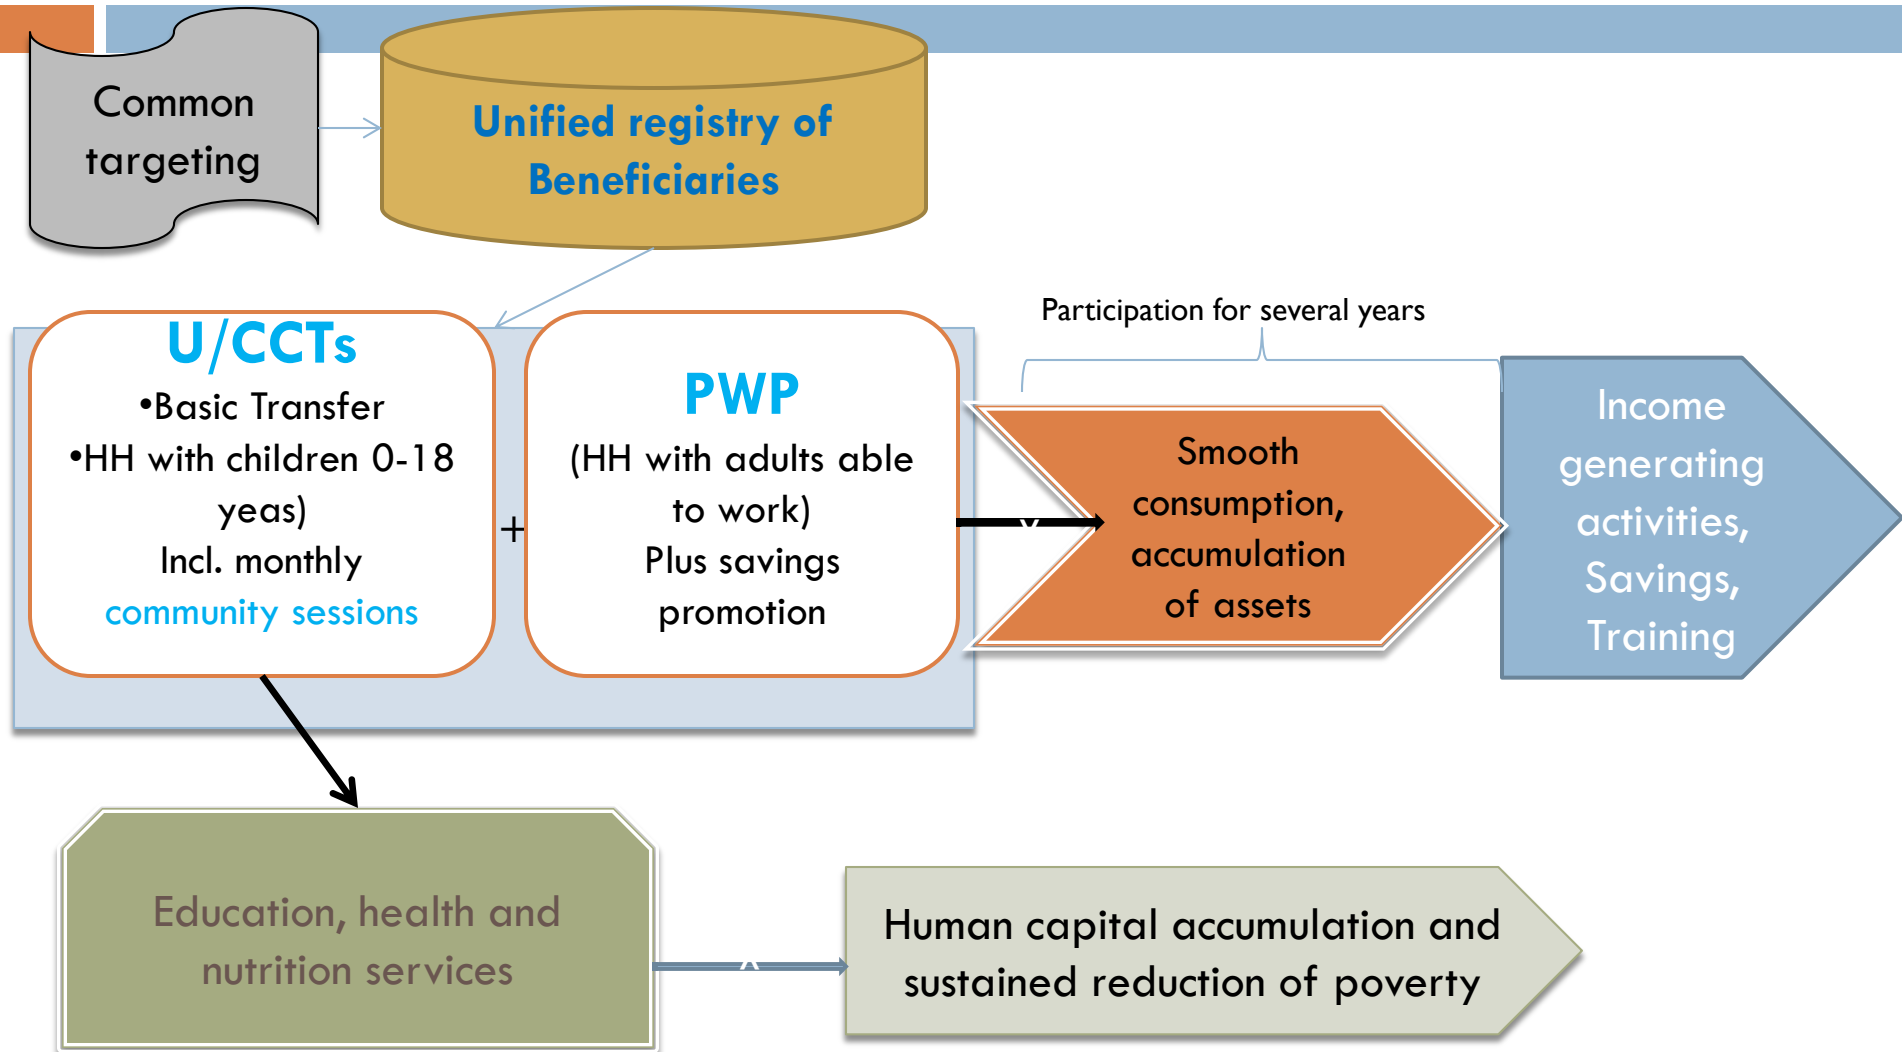 Common
targeting
Unified registry of
Beneficiaries
U/CCTs
•Basic Transfer
•HH with children 0-18
yeas)
Incl. monthly
community sessions
+
PWP
(HH with adults able
to work)
Plus savings
promotion
Participation for several years
Smooth
consumption,
accumulation
of assets
Income
generating
activities,
Savings,
Training
Education, health and
nutrition services
Human capital accumulation and
sustained reduction of poverty